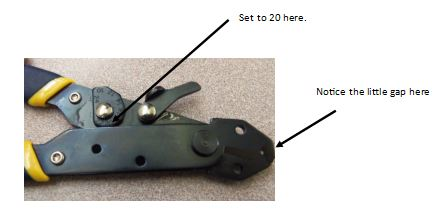 Set to 20 here.
Notice the little gap here